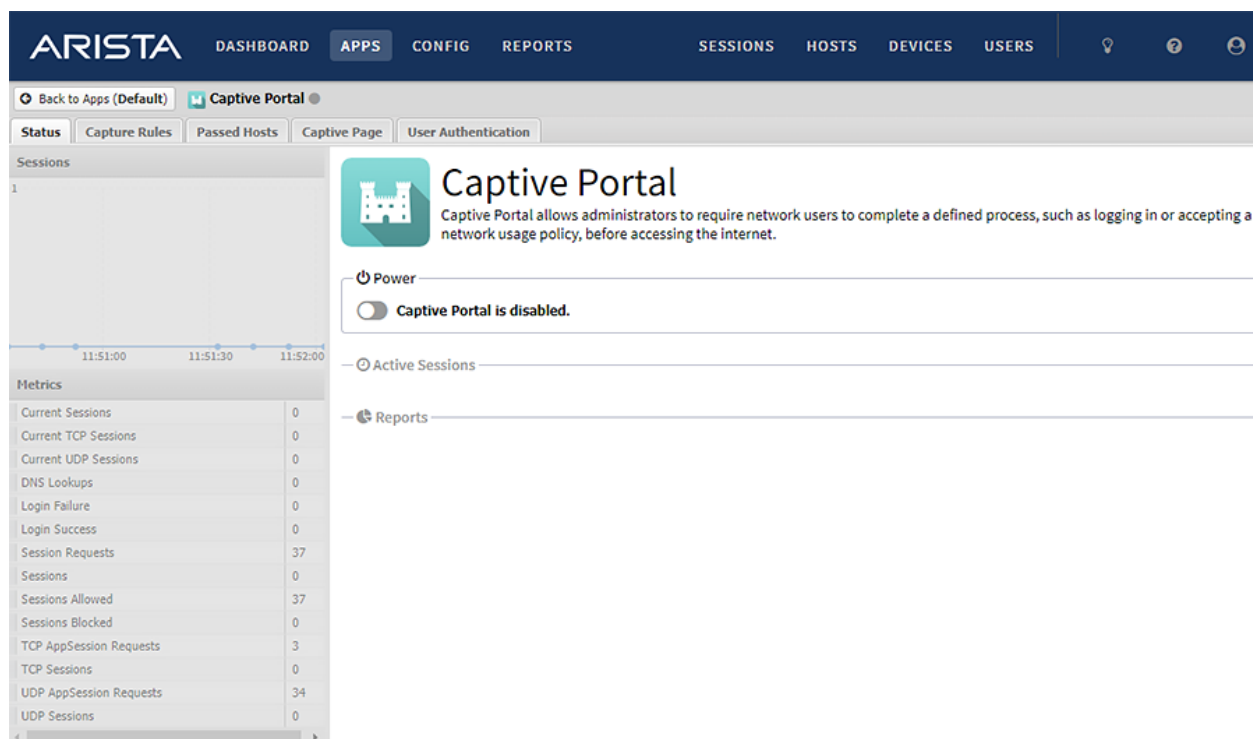 ARISTA DASHBOARD APPS CONFIG REPORTS SESSIONS HOSTS DEVICES USERS
Back to Apps (Default) Captive Portal
Status Capture Rules Passed Hosts Captive Page User Authentication
Sessions
1
11:51:00 11:51:30 11:52:00
Metrics
Current Sessions 0
Current TCP Sessions 0
Current UDP Sessions 0
DNS Lookups 0
Login Failure 0
Login Success 0
Session Requests 37
Sessions 0
Sessions Allowed 37
Sessions Blocked 0
TCP AppSession Requests 3
TCP Sessions 0
UDP AppSession Requests 34
UDP Sessions 0
Captive Portal
Captive Portal allows administrators to require network users to complete a defined process, such as logging in or accepting a
network usage policy, before accessing the internet.
Power
Captive Portal is disabled.
Active Sessions
Reports